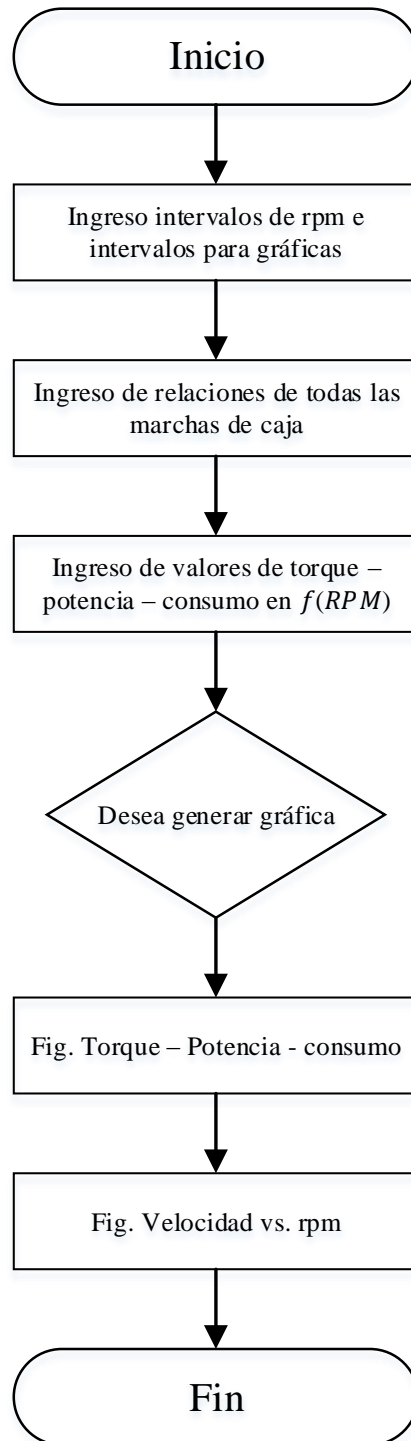 Inicio
Ingreso intervalos de rpm e
intervalos para gráficas
Ingreso de relaciones de todas las
marchas de caja
Ingreso de valores de torque –
potencia – consumo en f(RPM)
Desea generar gráfica
Fig. Torque – Potencia - consumo
Fig. Velocidad vs. rpm
Fin